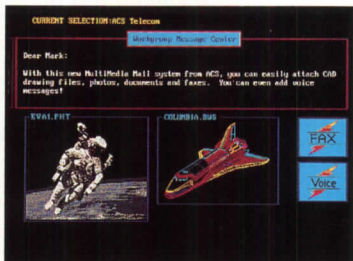 CURRENT SELECTION:ACS Telecom
Workgroup Message Center
Dear Mark:
With this new MultiMedia Mail system from ACS, you can easily attach CAD
drawing files, photos, documents and faxes. You can even add voice
messages!
EVA1.PHT
COLUMBIA.DWG
FAX
Voice